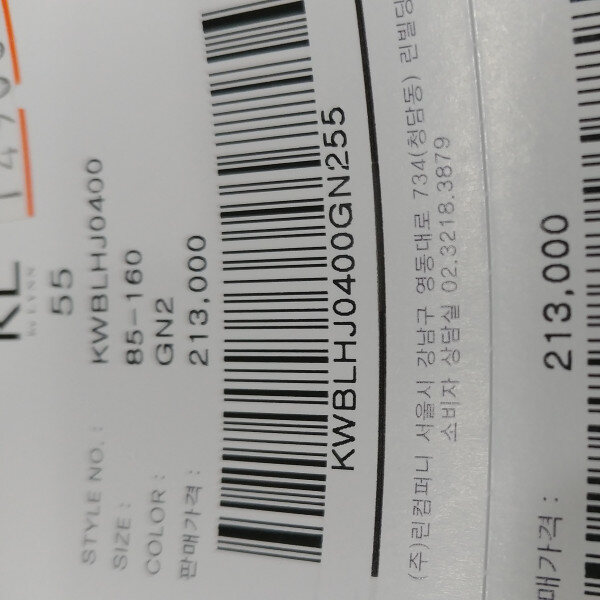 KL
by LYNN
55
STYLE NO. : KWBLHJ0400
SIZE : 85-160
COLOR : GN2
판매가격 : 213,000
KWBLHJ0400GN255
(주)린컴퍼니 서울시 강남구 영동대로 734(청담동) 린빌딩
소비자 상담실 02.3218.3879
매가격 : 213,000